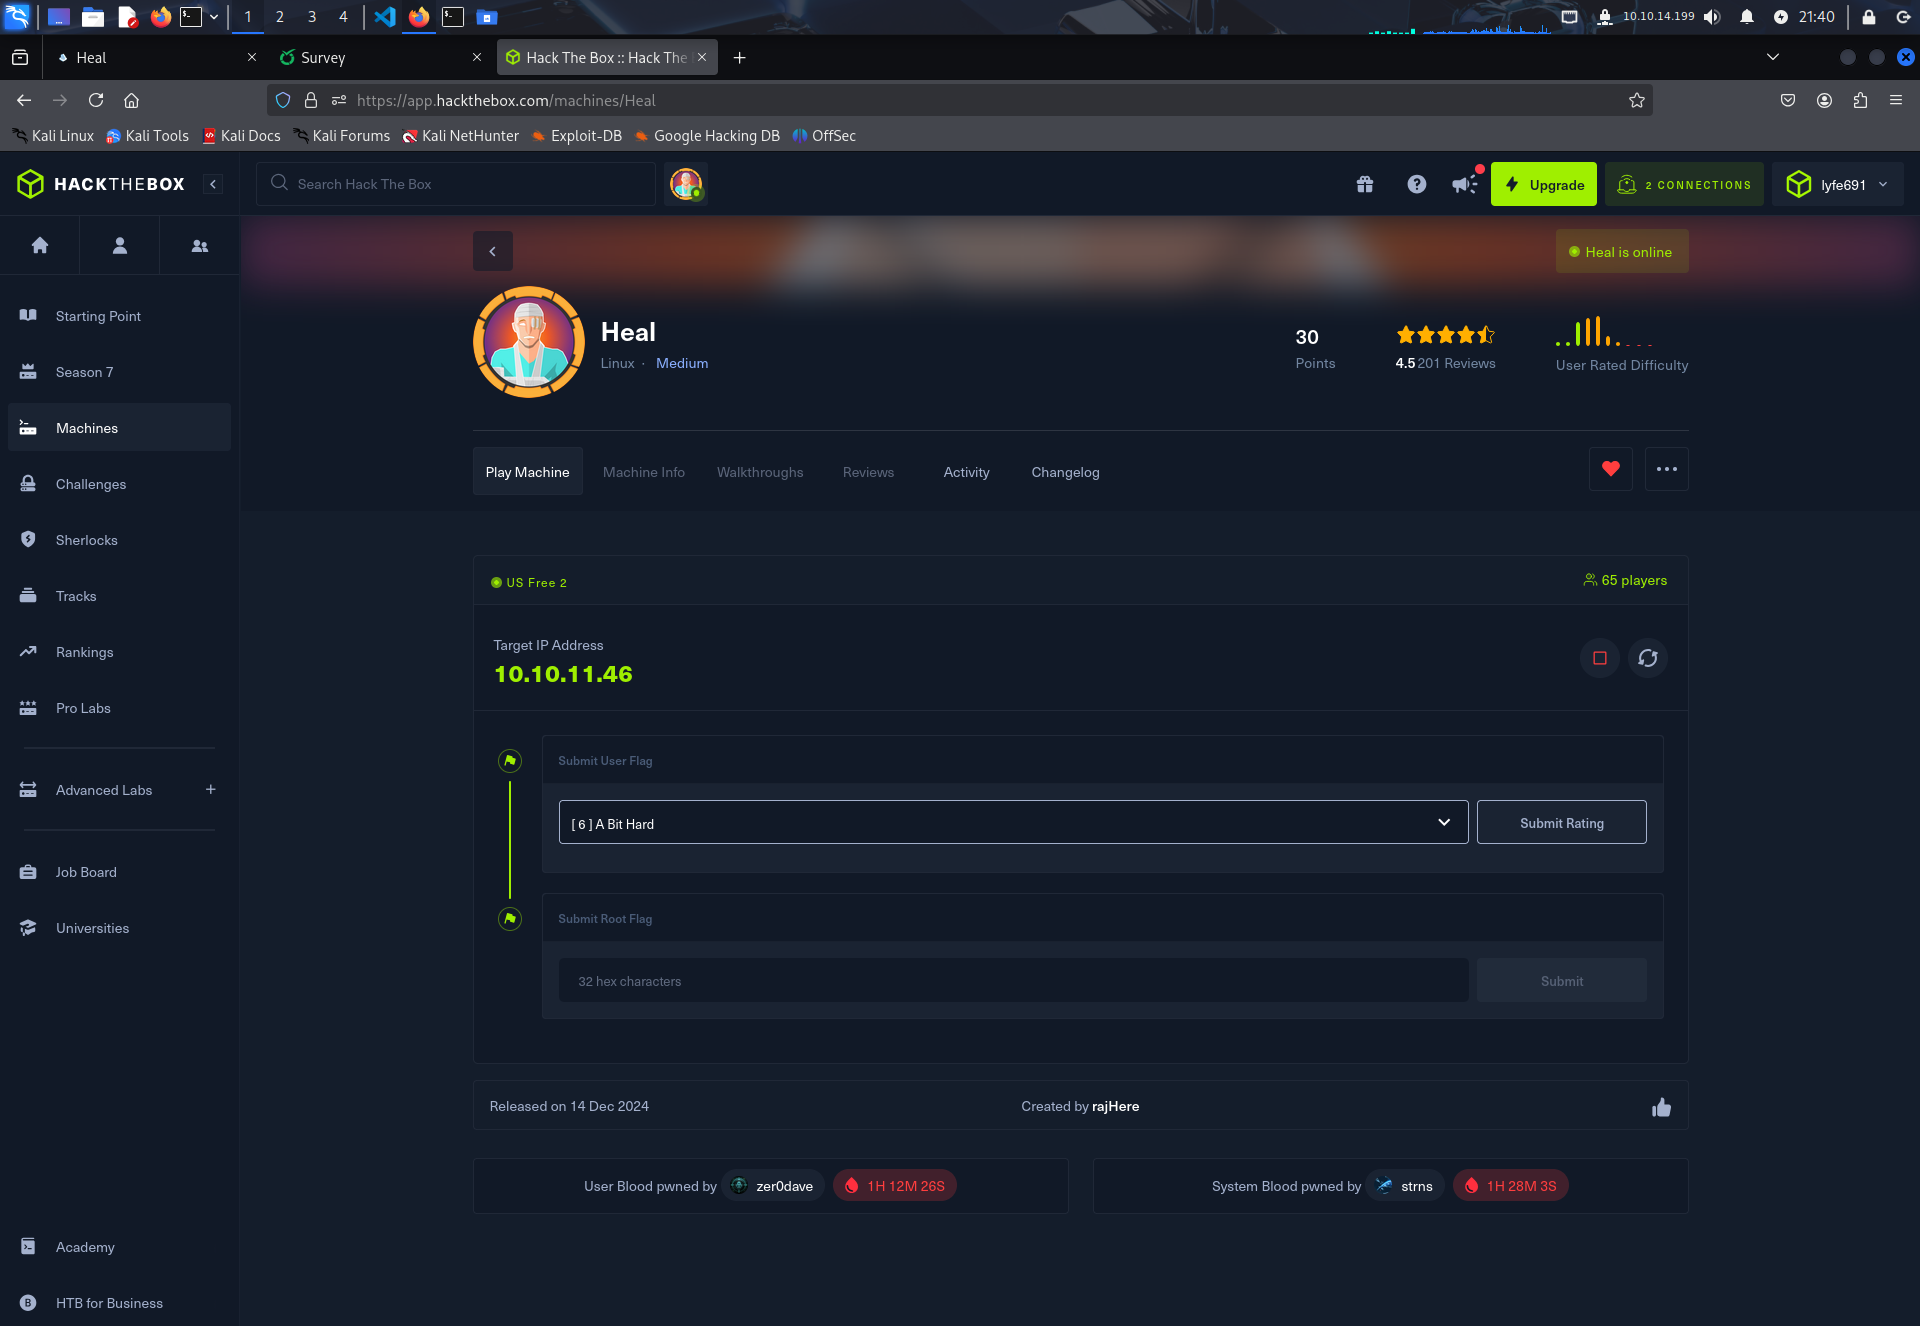 1 2 3 4 10.10.14.199 21:40
Heal Survey Hack The Box :: Hack The
https://app.hackthebox.com/machines/Heal
Kali Linux Kali Tools Kali Docs Kali Forums Kali NetHunter Exploit-DB Google Hacking DB OffSec
HACKTHEBOX
Search Hack The Box
Upgrade
2 CONNECTIONS
lyfe691
Heal is online
Starting Point
Season 7
Machines
Challenges
Sherlocks
Tracks
Rankings
Pro Labs
Advanced Labs +
Job Board
Universities
Academy
HTB for Business
Heal
Linux · Medium
30
Points
4.5 201 Reviews
User Rated Difficulty
Play Machine Machine Info Walkthroughs Reviews Activity Changelog
US Free 2
65 players
Target IP Address
10.10.11.46
Submit User Flag
[ 6 ] A Bit Hard
Submit Rating
Submit Root Flag
32 hex characters
Submit
Released on 14 Dec 2024
Created by rajHere
User Blood pwned by zer0dave 1H 12M 26S
System Blood pwned by strns 1H 28M 3S